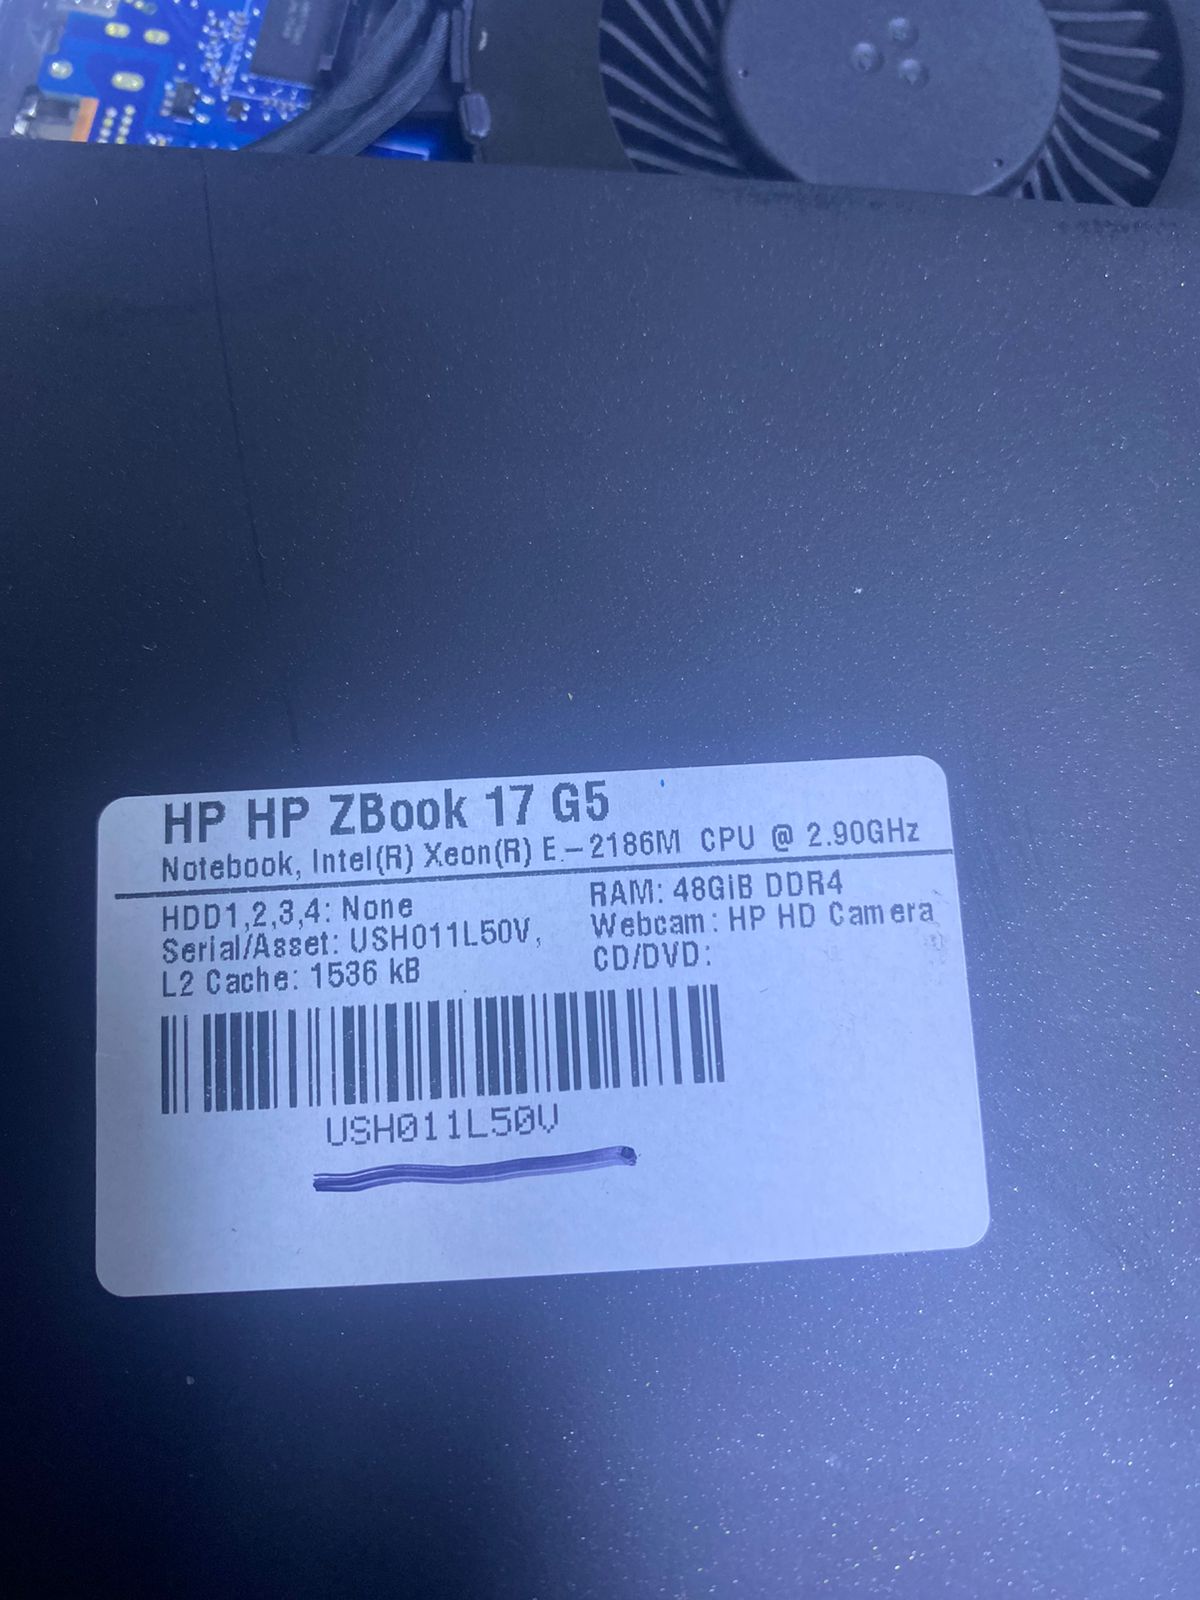 HP HP ZBook 17 G5
Notebook, Intel(R) Xeon(R) E-2186M CPU @ 2.90GHz
HDD1,2,3,4: None
Serial/Asset: USH011L50V,
L2 Cache: 1536 kB
RAM: 48GiB DDR4
Webcam: HP HD Camera
CD/DVD:
USH011L50V